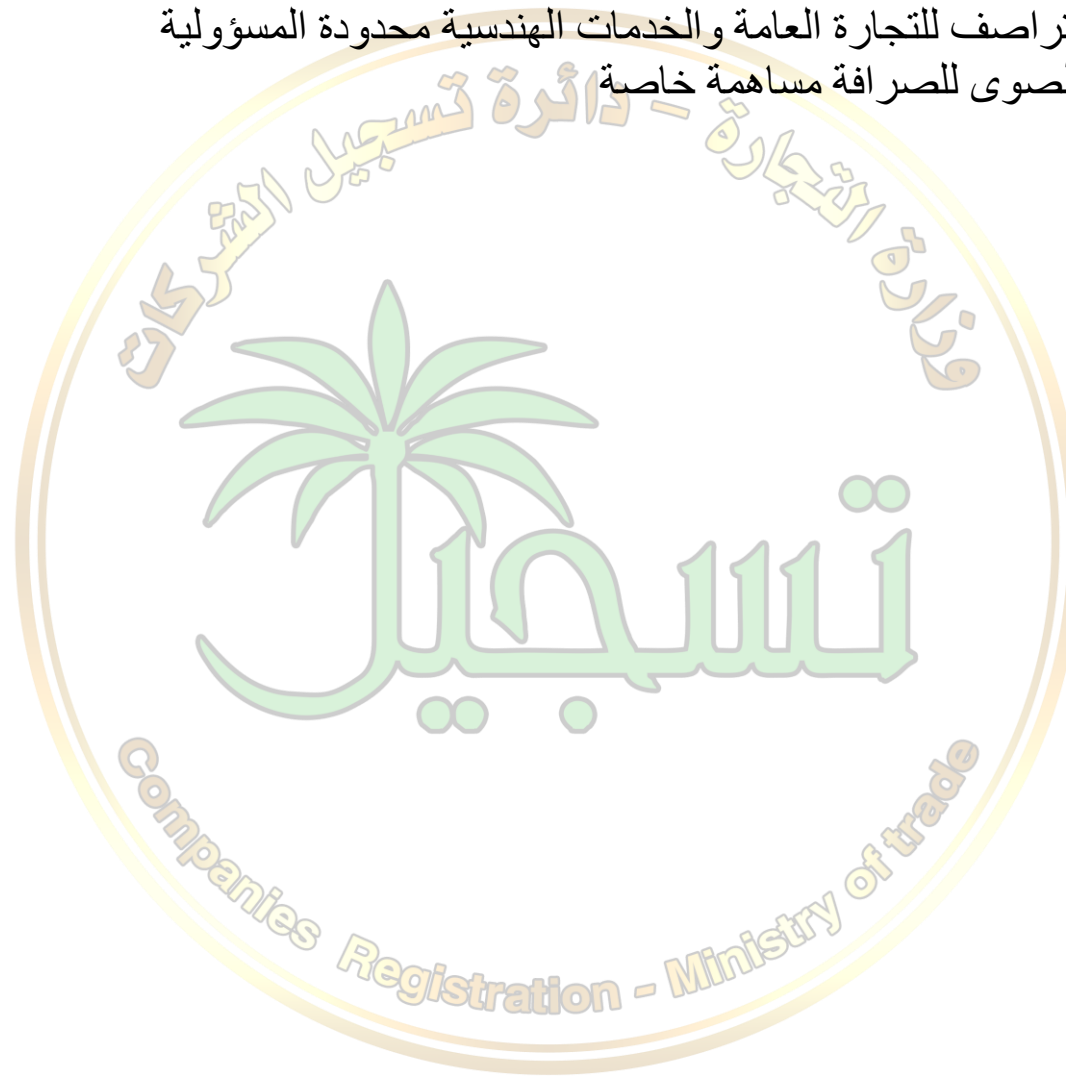 تراصف للتجارة العامة والخدمات الهندسية محدودة المسؤولية
لصوى للصرافة مساهمة خاصة
وزارة التجارة - دائرة تسجيل الشركات
تسجيل
Companies Registration - Ministry of trade